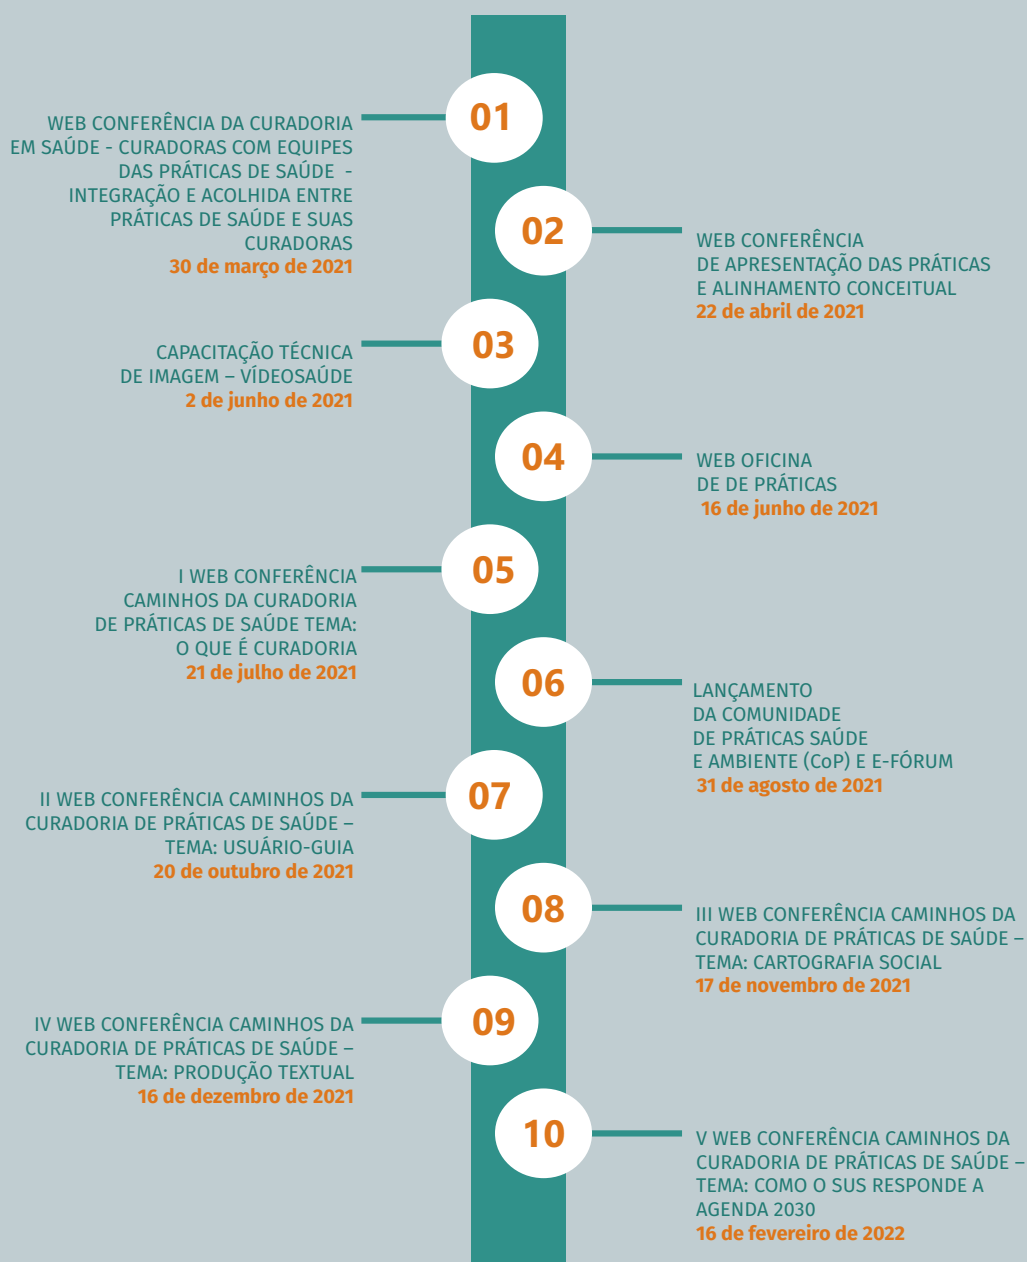 01
WEB CONFERÊNCIA DA CURADORIA
EM SAÚDE - CURADORAS COM EQUIPES
DAS PRÁTICAS DE SAÚDE -
INTEGRAÇÃO E ACOLHIDA ENTRE
PRÁTICAS DE SAÚDE E SUAS
CURADORAS
30 de março de 2021
02
WEB CONFERÊNCIA
DE APRESENTAÇÃO DAS PRÁTICAS
E ALINHAMENTO CONCEITUAL
22 de abril de 2021
03
CAPACITAÇÃO TÉCNICA
DE IMAGEM – VÍDEOSAÚDE
2 de junho de 2021
04
WEB OFICINA
DE DE PRÁTICAS
16 de junho de 2021
05
I WEB CONFERÊNCIA
CAMINHOS DA CURADORIA
DE PRÁTICAS DE SAÚDE TEMA:
O QUE É CURADORIA
21 de julho de 2021
06
LANÇAMENTO
DA COMUNIDADE
DE PRÁTICAS SAÚDE
E AMBIENTE (CoP) E E-FÓRUM
31 de agosto de 2021
07
II WEB CONFERÊNCIA CAMINHOS DA
CURADORIA DE PRÁTICAS DE SAÚDE –
TEMA: USUÁRIO-GUIA
20 de outubro de 2021
08
III WEB CONFERÊNCIA CAMINHOS DA
CURADORIA DE PRÁTICAS DE SAÚDE –
TEMA: CARTOGRAFIA SOCIAL
17 de novembro de 2021
09
IV WEB CONFERÊNCIA CAMINHOS DA
CURADORIA DE PRÁTICAS DE SAÚDE –
TEMA: PRODUÇÃO TEXTUAL
16 de dezembro de 2021
10
V WEB CONFERÊNCIA CAMINHOS DA
CURADORIA DE PRÁTICAS DE SAÚDE –
TEMA: COMO O SUS RESPONDE A
AGENDA 2030
16 de fevereiro de 2022